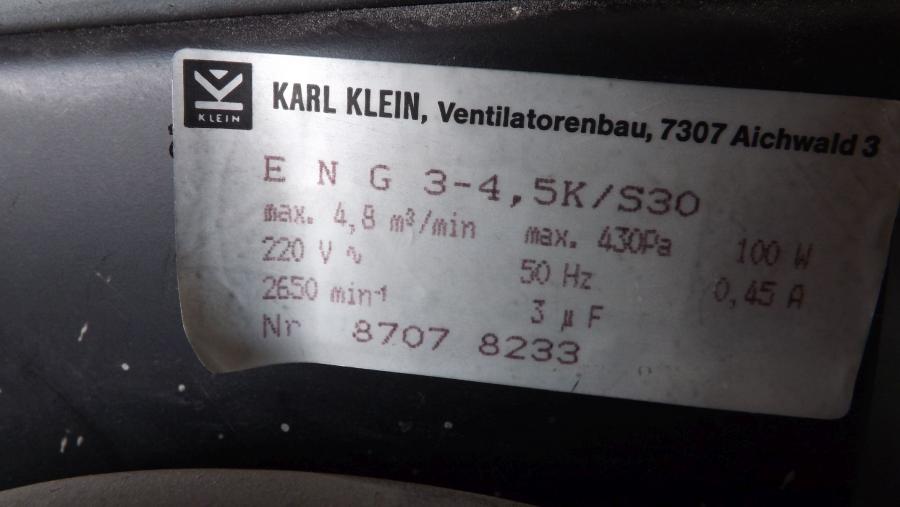 KLEIN
KARL KLEIN, Ventilatorenbau, 7307 Aichwald 3
E N G 3-4,5K/S30
max. 4,8 m³/min max. 430Pa 100 W
220 V ∿ 50 Hz 0,45 A
2650 min⁻¹ 3 µF
Nr 8707 8233